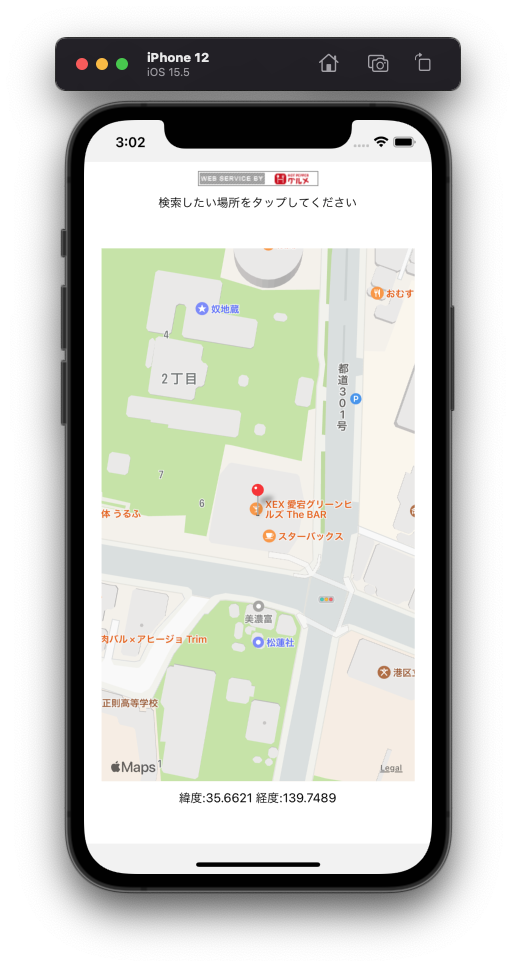 iPhone 12
iOS 15.5
3:02
WEB SERVICE BY HOT PEPPER グルメ
検索したい場所をタップしてください
おむす
奴地蔵
4
2丁目
都道301号
P
7
6
XEX 愛宕グリーンヒ
ルズ The BAR
体 うるふ
スターバックス
美濃富
肉バル×アヒージョ Trim
松蓮社
港区立
正則高等学校
Maps
1
Legal
緯度:35.6621 経度:139.7489